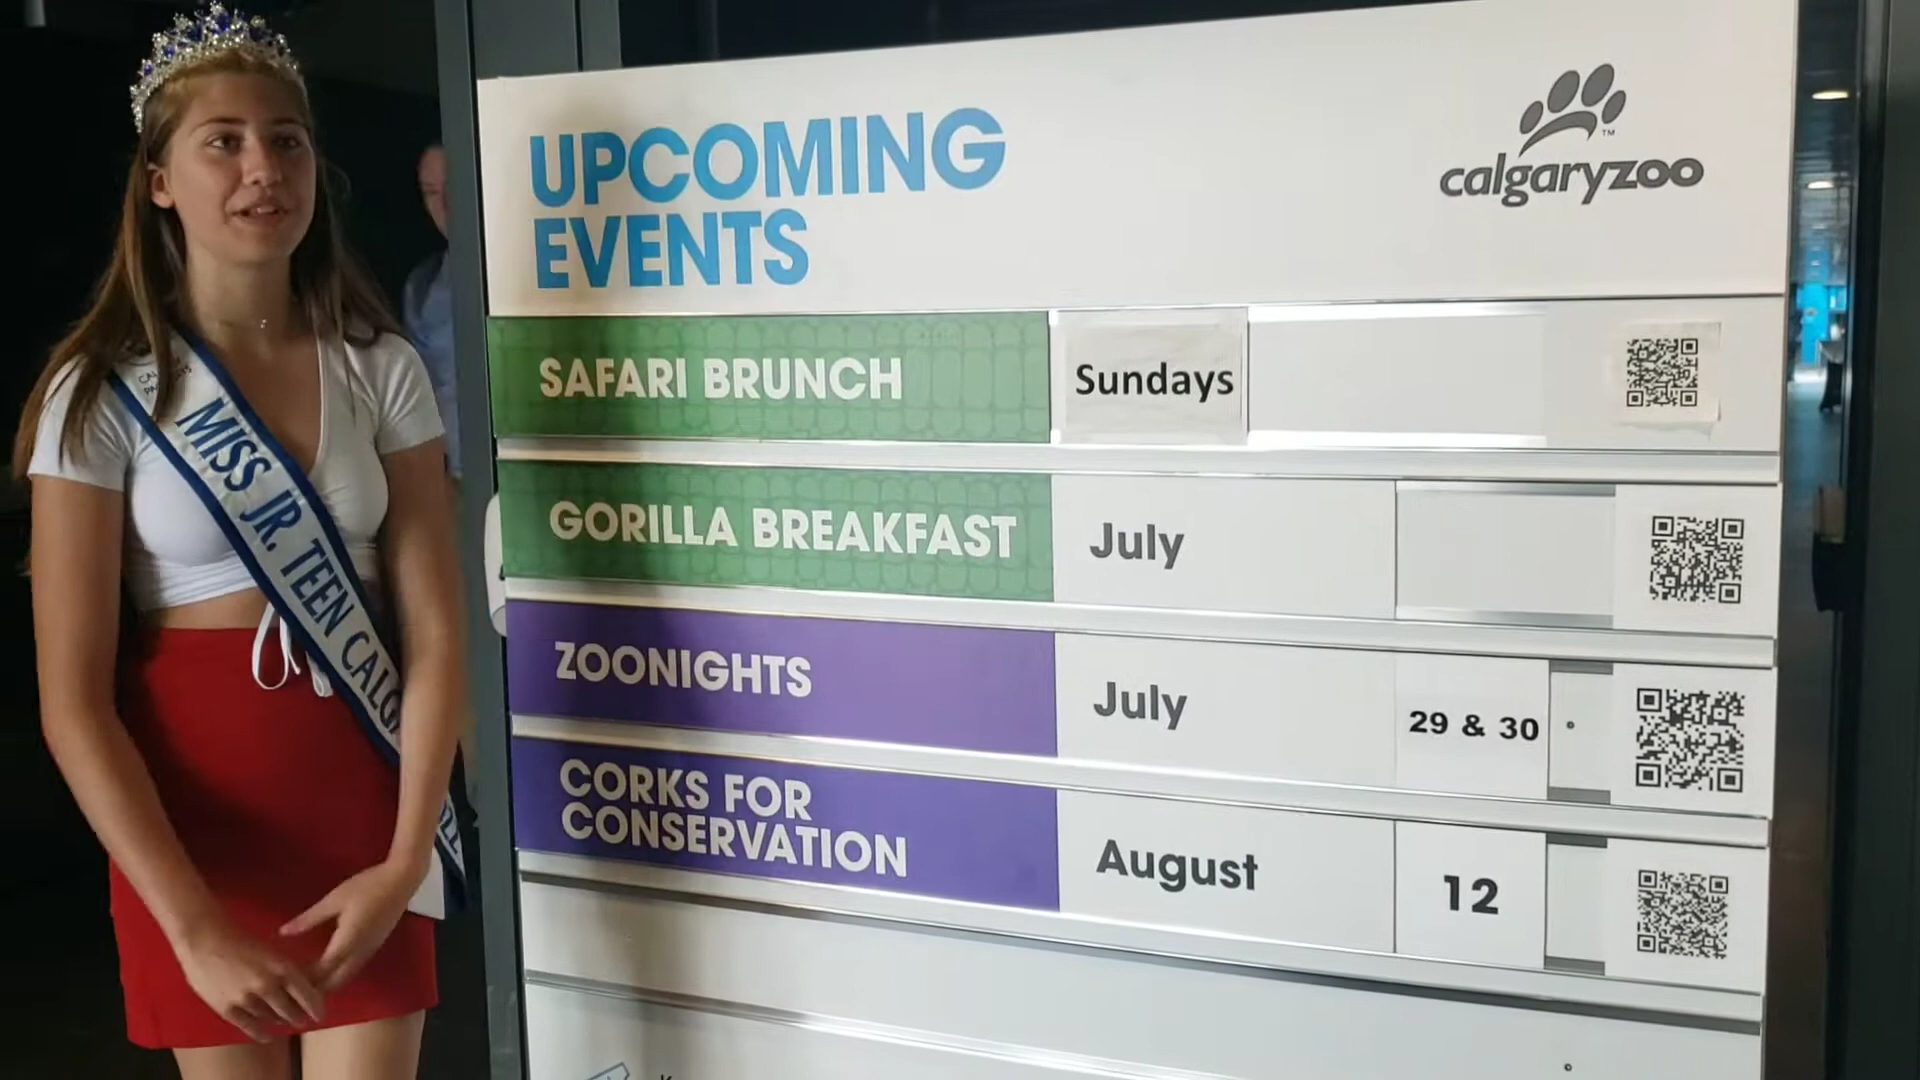 UPCOMING
EVENTS
calgaryzoo
TM
SAFARI BRUNCH Sundays
GORILLA BREAKFAST July
ZOONIGHTS July 29 & 30
CORKS FOR
CONSERVATION August 12
MISS JR. TEEN CALG